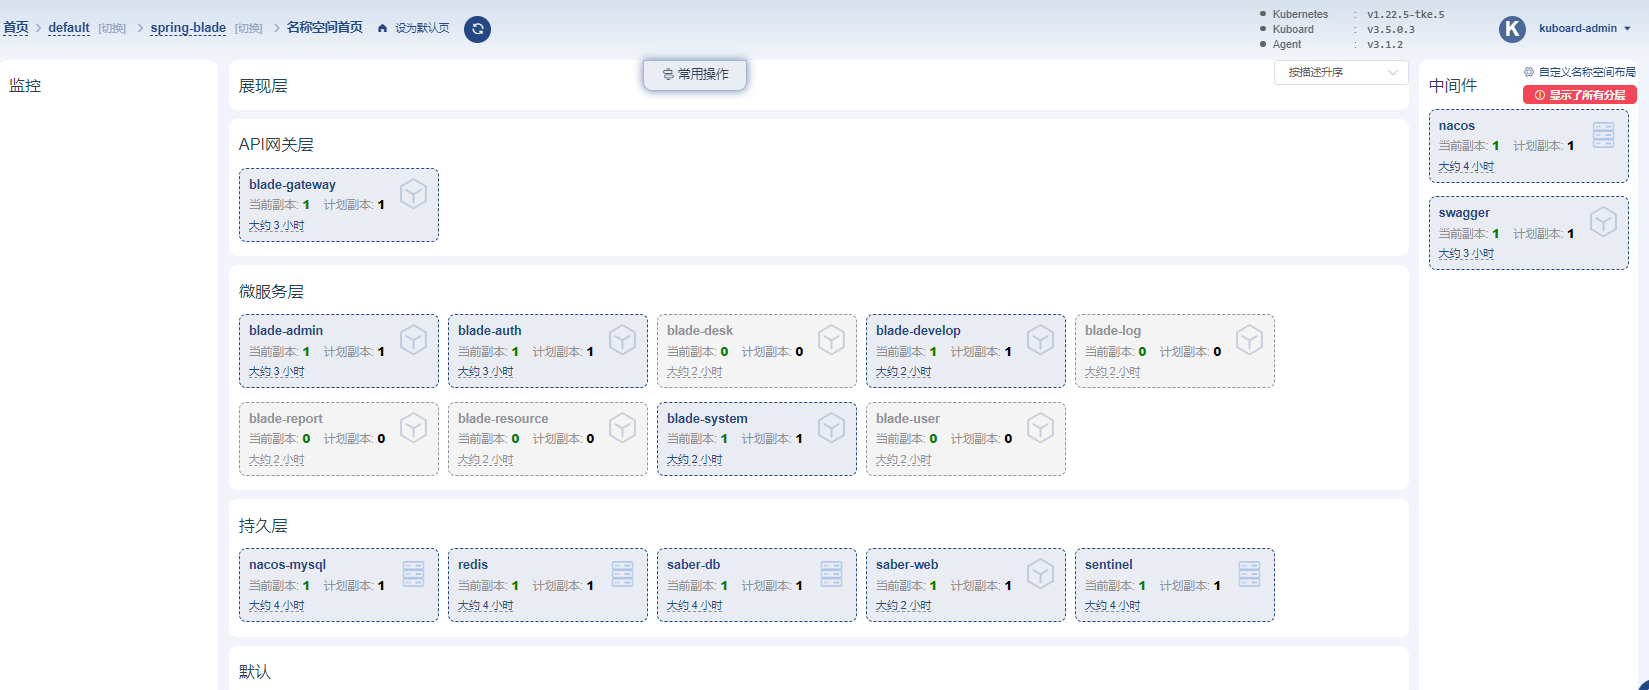 首页 > default [切换] > spring-blade [切换] > 名称空间首页 设为默认页
Kubernetes : v1.22.5-tke.5
Kuboard : v3.5.0.3
Agent : v3.1.2
K kuboard-admin
监控
常用操作
展现层
按描述升序
API网关层
blade-gateway
当前副本: 1 计划副本: 1
大约 3 小时
微服务层
blade-admin
当前副本: 1 计划副本: 1
大约 3 小时
blade-auth
当前副本: 1 计划副本: 1
大约 3 小时
blade-desk
当前副本: 0 计划副本: 0
大约 2 小时
blade-develop
当前副本: 1 计划副本: 1
大约 2 小时
blade-log
当前副本: 0 计划副本: 0
大约 2 小时
blade-report
当前副本: 0 计划副本: 0
大约 2 小时
blade-resource
当前副本: 0 计划副本: 0
大约 2 小时
blade-system
当前副本: 1 计划副本: 1
大约 2 小时
blade-user
当前副本: 0 计划副本: 0
大约 2 小时
持久层
nacos-mysql
当前副本: 1 计划副本: 1
大约 4 小时
redis
当前副本: 1 计划副本: 1
大约 4 小时
saber-db
当前副本: 1 计划副本: 1
大约 4 小时
saber-web
当前副本: 1 计划副本: 1
大约 2 小时
sentinel
当前副本: 1 计划副本: 1
大约 4 小时
默认
中间件
自定义名称空间布局
显示了所有分层
nacos
当前副本: 1 计划副本: 1
大约 4 小时
swagger
当前副本: 1 计划副本: 1
大约 3 小时